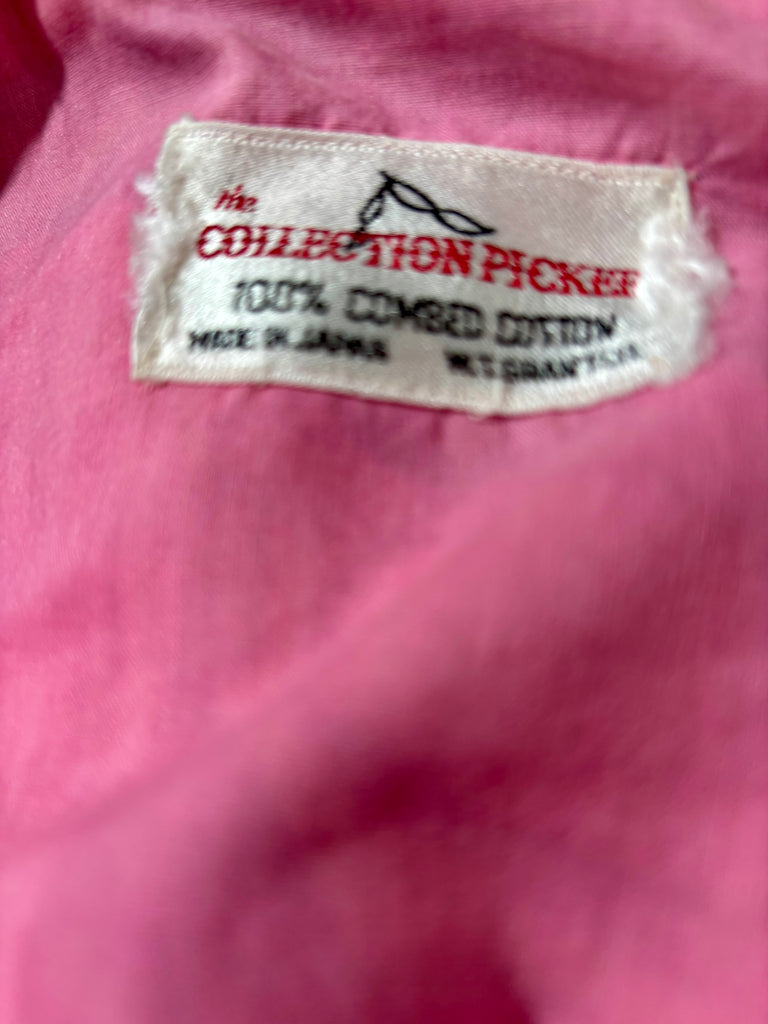 the
COLLECTION PICKER
100% COMBED COTTON
MADE IN JAPAN W.T. GRANT CO.